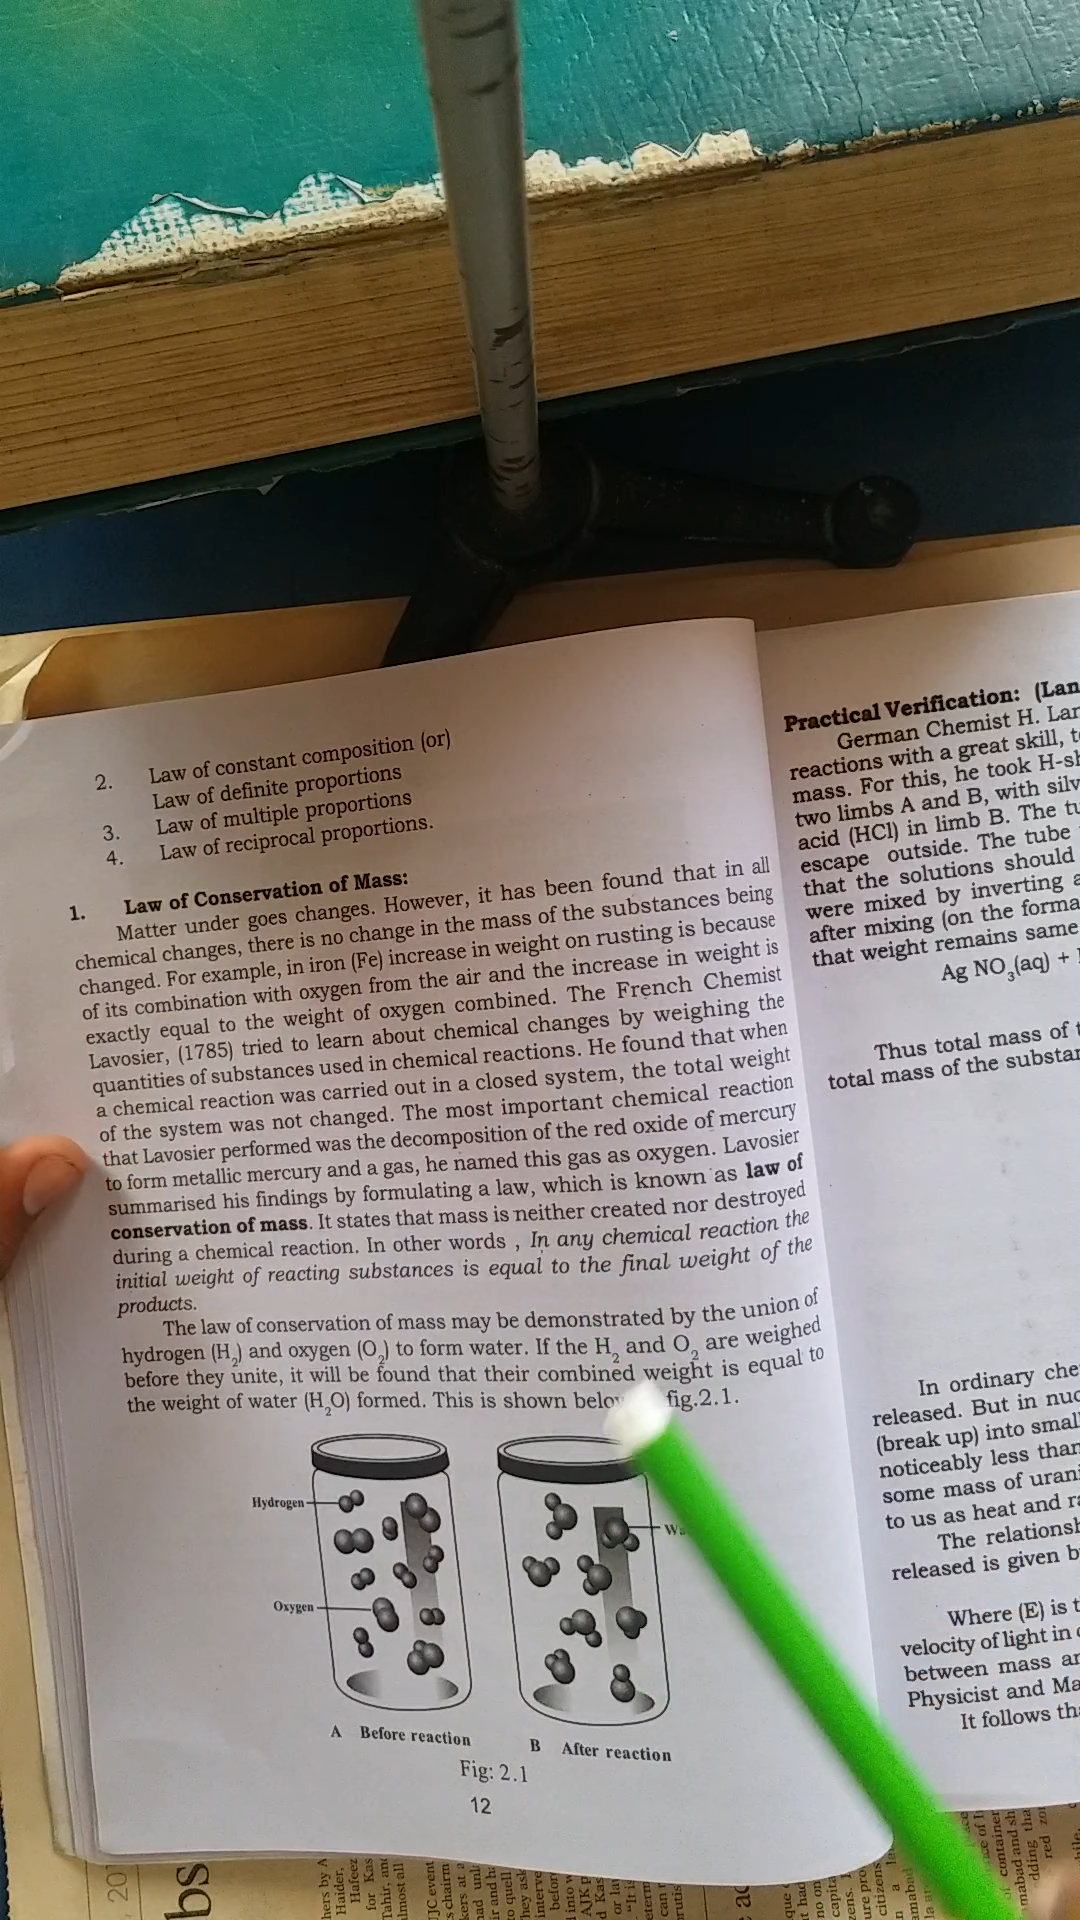 2. Law of constant composition (or)
Law of definite proportions
3. Law of multiple proportions
4. Law of reciprocal proportions.
1. Law of Conservation of Mass:
Matter under goes changes. However, it has been found that in all
chemical changes, there is no change in the mass of the substances being
changed. For example, in iron (Fe) increase in weight on rusting is because
of its combination with oxygen from the air and the increase in weight is
exactly equal to the weight of oxygen combined. The French Chemist
Lavosier, (1785) tried to learn about chemical changes by weighing the
quantities of substances used in chemical reactions. He found that when
a chemical reaction was carried out in a closed system, the total weight
of the system was not changed. The most important chemical reaction
that Lavosier performed was the decomposition of the red oxide of mercury
to form metallic mercury and a gas, he named this gas as oxygen. Lavosier
summarised his findings by formulating a law, which is known as law of
conservation of mass. It states that mass is neither created nor destroyed
during a chemical reaction. In other words , In any chemical reaction the
initial weight of reacting substances is equal to the final weight of the
products.
The law of conservation of mass may be demonstrated by the union of
hydrogen (H₂) and oxygen (O₂) to form water. If the H₂ and O₂ are weighed
before they unite, it will be found that their combined weight is equal to
the weight of water (H₂O) formed. This is shown fig.2.1.
Hydrogen
Oxygen
A Before reaction
B After reaction
Fig: 2.1
12
Practical Verification: (Lan
German Chemist H. Lan
reactions with a great skill, t
mass. For this, he took H-sh
two limbs A and B, with silv
acid (HCl) in limb B. The tu
escape outside. The tube
that the solutions should
were mixed by inverting a
after mixing (on the forma
that weight remains same
Ag NO₃(aq) +
Thus total mass of t
total mass of the substan
In ordinary che
released. But in nuc
(break up) into small
noticeably less than
some mass of urani
to us as heat and ra
The relationsh
released is given b
Where (E) is t
velocity of light in c
between mass an
Physicist and Ma
It follows tha
bs